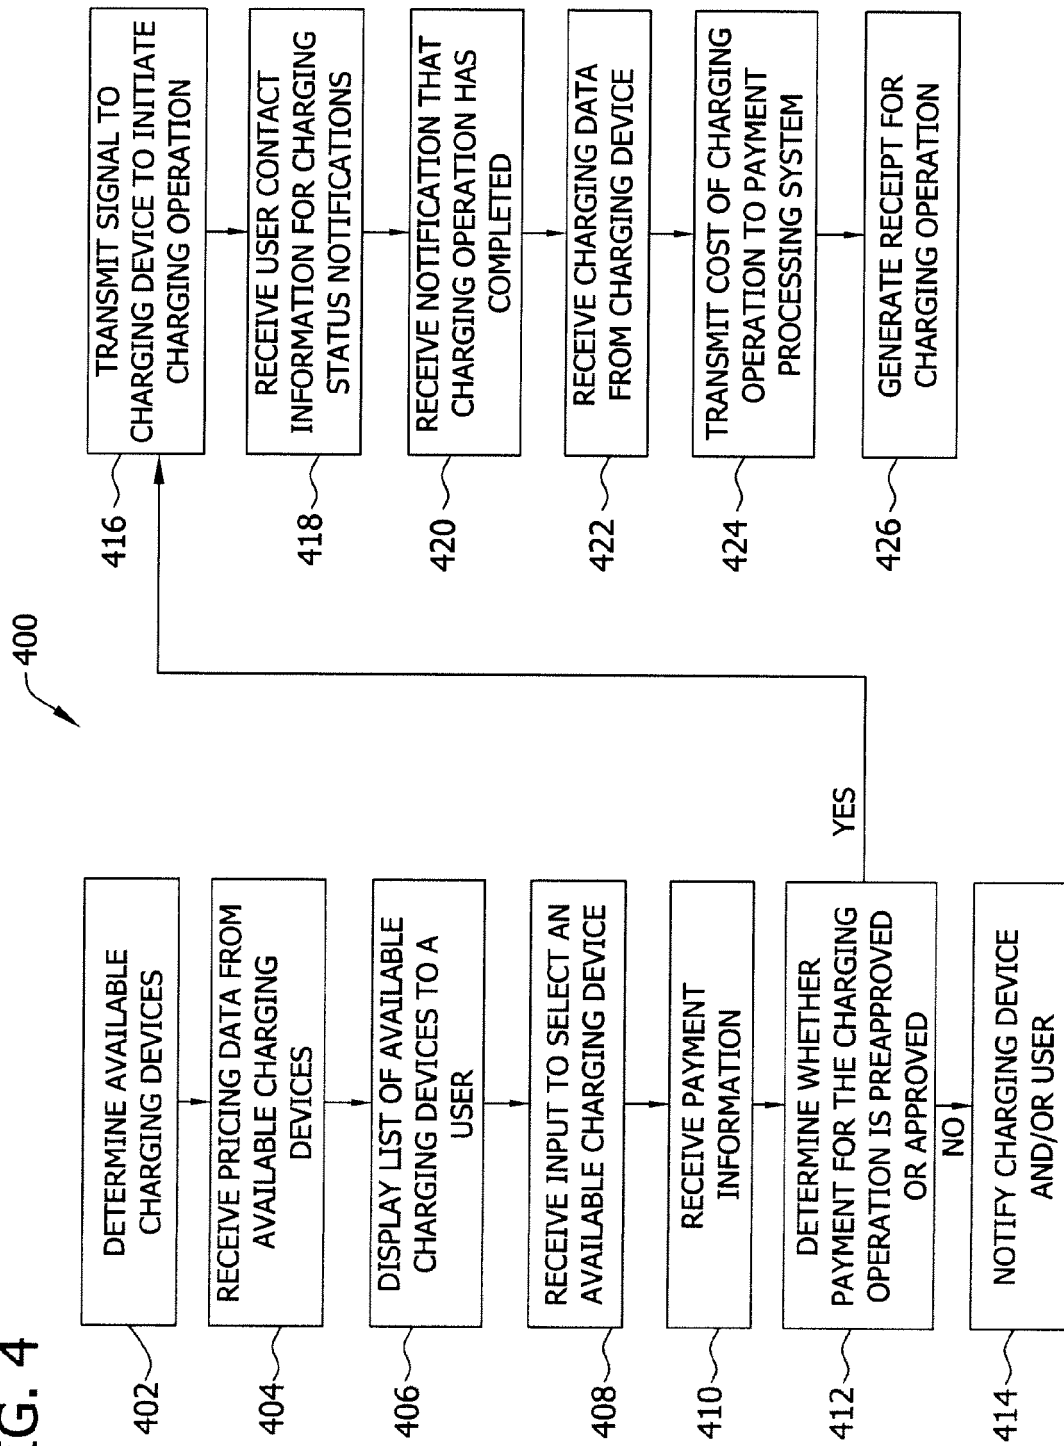 FIG. 4
400
402
DETERMINE AVAILABLE
CHARGING DEVICES
404
RECEIVE PRICING DATA FROM
AVAILABLE CHARGING
DEVICES
406
DISPLAY LIST OF AVAILABLE
CHARGING DEVICES TO A
USER
408
RECEIVE INPUT TO SELECT AN
AVAILABLE CHARGING DEVICE
410
RECEIVE PAYMENT
INFORMATION
412
DETERMINE WHETHER
PAYMENT FOR THE CHARGING
OPERATION IS PREAPPROVED
OR APPROVED
YES
NO
414
NOTIFY CHARGING DEVICE
AND/OR USER
416
TRANSMIT SIGNAL TO
CHARGING DEVICE TO INITIATE
CHARGING OPERATION
418
RECEIVE USER CONTACT
INFORMATION FOR CHARGING
STATUS NOTIFICATIONS
420
RECEIVE NOTIFICATION THAT
CHARGING OPERATION HAS
COMPLETED
422
RECEIVE CHARGING DATA
FROM CHARGING DEVICE
424
TRANSMIT COST OF CHARGING
OPERATION TO PAYMENT
PROCESSING SYSTEM
426
GENERATE RECEIPT FOR
CHARGING OPERATION